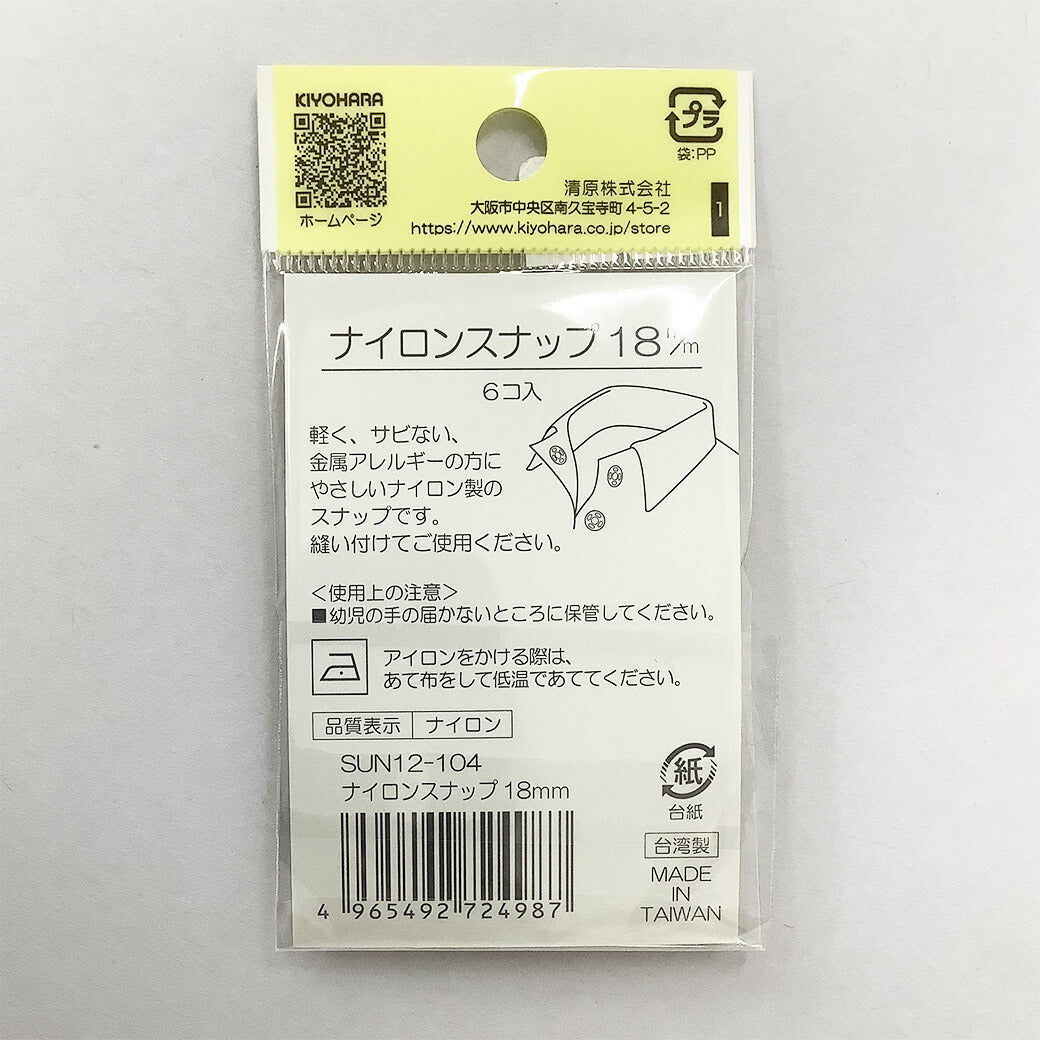 KIYOHARA
ホームページ
プラ
袋:PP
清原株式会社
大阪市中央区南久宝寺町4-5-2
https://www.kiyohara.co.jp/store
1
ナイロンスナップ 18m/m
6コ入
軽く、サビない、
金属アレルギーの方に
やさしいナイロン製の
スナップです。
縫い付けてご使用ください。
＜使用上の注意＞
■幼児の手の届かないところに保管してください。
アイロンをかける際は、
あて布をして低温であててください。
品質表示 ナイロン
SUN12-104
ナイロンスナップ 18mm
4 965492 724987
紙
台紙
台湾製
MADE
IN
TAIWAN